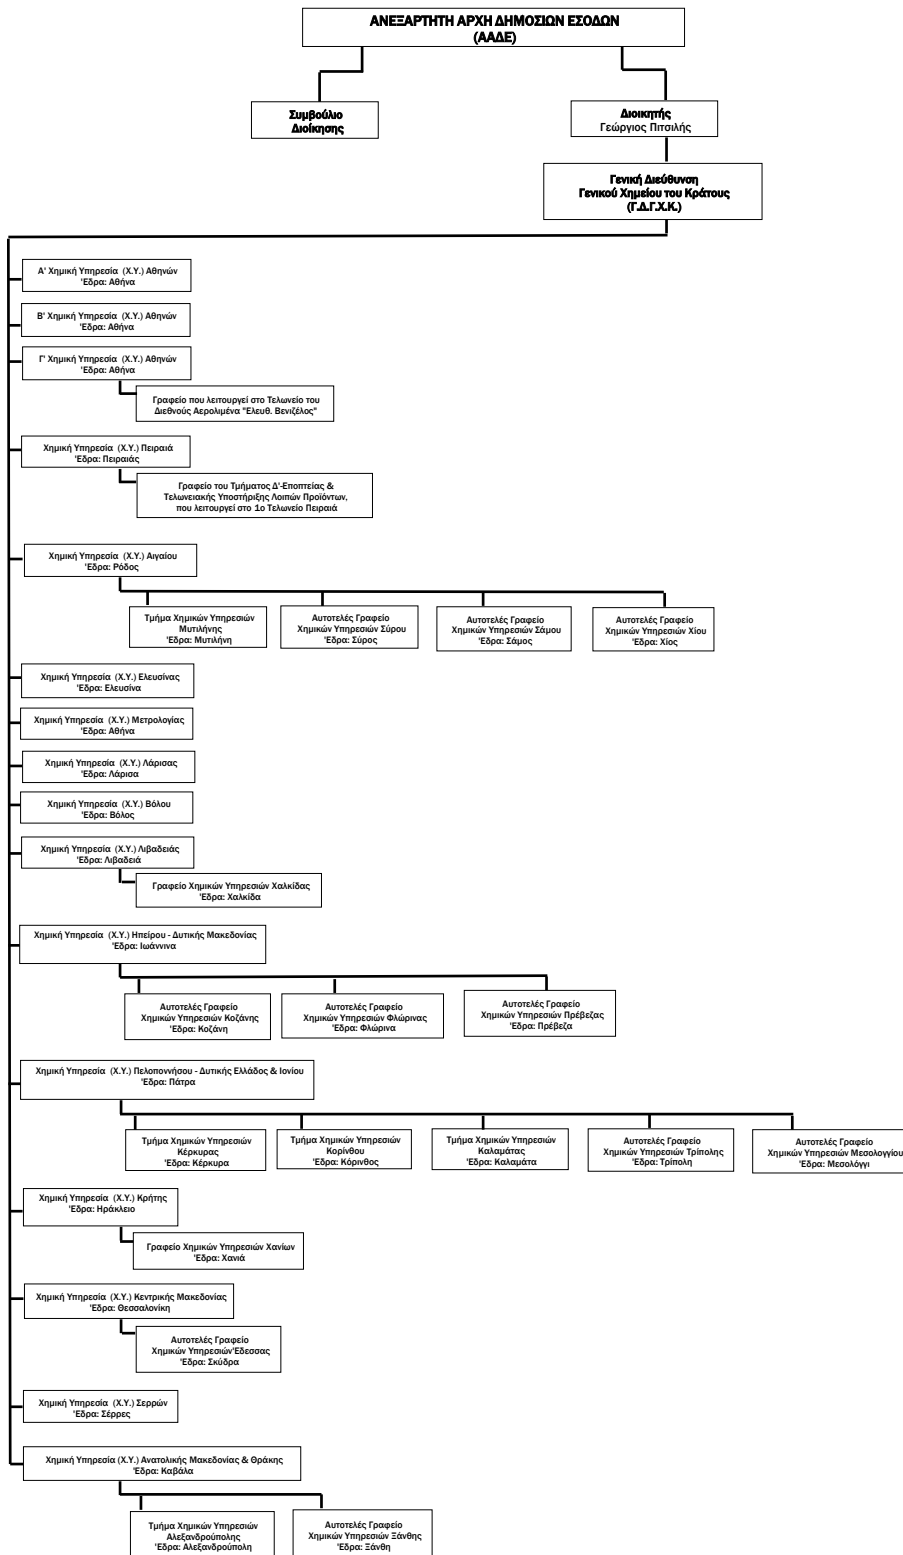 ΑΝΕΞΑΡΤΗΤΗ ΑΡΧΗ ΔΗΜΟΣΙΩΝ ΕΣΟΔΩΝ
(ΑΑΔΕ)
Συμβούλιο
Διοίκησης
Διοικητής
Γεώργιος Πιτσιλής
Γενική Διεύθυνση
Γενικού Χημείου του Κράτους
(Γ.Δ.Γ.Χ.Κ.)
Α' Χημική Υπηρεσία (Χ.Υ.) Αθηνών
'Εδρα: Αθήνα
Β' Χημική Υπηρεσία (Χ.Υ.) Αθηνών
'Εδρα: Αθήνα
Γ' Χημική Υπηρεσία (Χ.Υ.) Αθηνών
'Εδρα: Αθήνα
Γραφείο που λειτουργεί στο Τελωνείο του
Διεθνούς Αερολιμένα "Ελευθ. Βενιζέλος"
Χημική Υπηρεσία (Χ.Υ.) Πειραιά
'Εδρα: Πειραιάς
Γραφείο του Τμήματος Δ'-Εποπτείας &
Τελωνειακής Υποστήριξης Λοιπών Προϊόντων,
που λειτουργεί στο 1ο Τελωνείο Πειραιά
Χημική Υπηρεσία (Χ.Υ.) Αιγαίου
'Εδρα: Ρόδος
Τμήμα Χημικών Υπηρεσιών
Μυτιλήνης
'Εδρα: Μυτιλήνη
Αυτοτελές Γραφείο
Χημικών Υπηρεσιών Σύρου
'Εδρα: Σύρος
Αυτοτελές Γραφείο
Χημικών Υπηρεσιών Σάμου
'Εδρα: Σάμος
Αυτοτελές Γραφείο
Χημικών Υπηρεσιών Χίου
'Εδρα: Χίος
Χημική Υπηρεσία (Χ.Υ.) Ελευσίνας
'Εδρα: Ελευσίνα
Χημική Υπηρεσία (Χ.Υ.) Μετρολογίας
'Εδρα: Αθήνα
Χημική Υπηρεσία (Χ.Υ.) Λάρισας
'Εδρα: Λάρισα
Χημική Υπηρεσία (Χ.Υ.) Βόλου
'Εδρα: Βόλος
Χημική Υπηρεσία (Χ.Υ.) Λιβαδειάς
'Εδρα: Λιβαδειά
Γραφείο Χημικών Υπηρεσιών Χαλκίδας
'Εδρα: Χαλκίδα
Χημική Υπηρεσία (Χ.Υ.) Ηπείρου - Δυτικής Μακεδονίας
'Εδρα: Ιωάννινα
Αυτοτελές Γραφείο
Χημικών Υπηρεσιών Κοζάνης
'Εδρα: Κοζάνη
Αυτοτελές Γραφείο
Χημικών Υπηρεσιών Φλώρινας
'Εδρα: Φλώρινα
Αυτοτελές Γραφείο
Χημικών Υπηρεσιών Πρέβεζας
'Εδρα: Πρέβεζα
Χημική Υπηρεσία (Χ.Υ.) Πελοποννήσου - Δυτικής Ελλάδος & Ιονίου
'Εδρα: Πάτρα
Τμήμα Χημικών Υπηρεσιών
Κέρκυρας
'Εδρα: Κέρκυρα
Τμήμα Χημικών Υπηρεσιών
Κορίνθου
'Εδρα: Κόρινθος
Τμήμα Χημικών Υπηρεσιών
Καλαμάτας
'Εδρα: Καλαμάτα
Αυτοτελές Γραφείο
Χημικών Υπηρεσιών Τρίπολης
'Εδρα: Τρίπολη
Αυτοτελές Γραφείο
Χημικών Υπηρεσιών Μεσολογγίου
'Εδρα: Μεσολόγγι
Χημική Υπηρεσία (Χ.Υ.) Κρήτης
'Εδρα: Ηράκλειο
Γραφείο Χημικών Υπηρεσιών Χανίων
'Εδρα: Χανιά
Χημική Υπηρεσία (Χ.Υ.) Κεντρικής Μακεδονίας
'Εδρα: Θεσσαλονίκη
Αυτοτελές Γραφείο
Χημικών Υπηρεσιών'Εδεσσας
'Εδρα: Σκύδρα
Χημική Υπηρεσία (Χ.Υ.) Σερρών
'Εδρα: Σέρρες
Χημική Υπηρεσία (Χ.Υ.) Ανατολικής Μακεδονίας & Θράκης
'Εδρα: Καβάλα
Τμήμα Χημικών Υπηρεσιών
Αλεξανδρούπολης
'Εδρα: Αλεξανδρούπολη
Αυτοτελές Γραφείο
Χημικών Υπηρεσιών Ξάνθης
'Εδρα: Ξάνθη